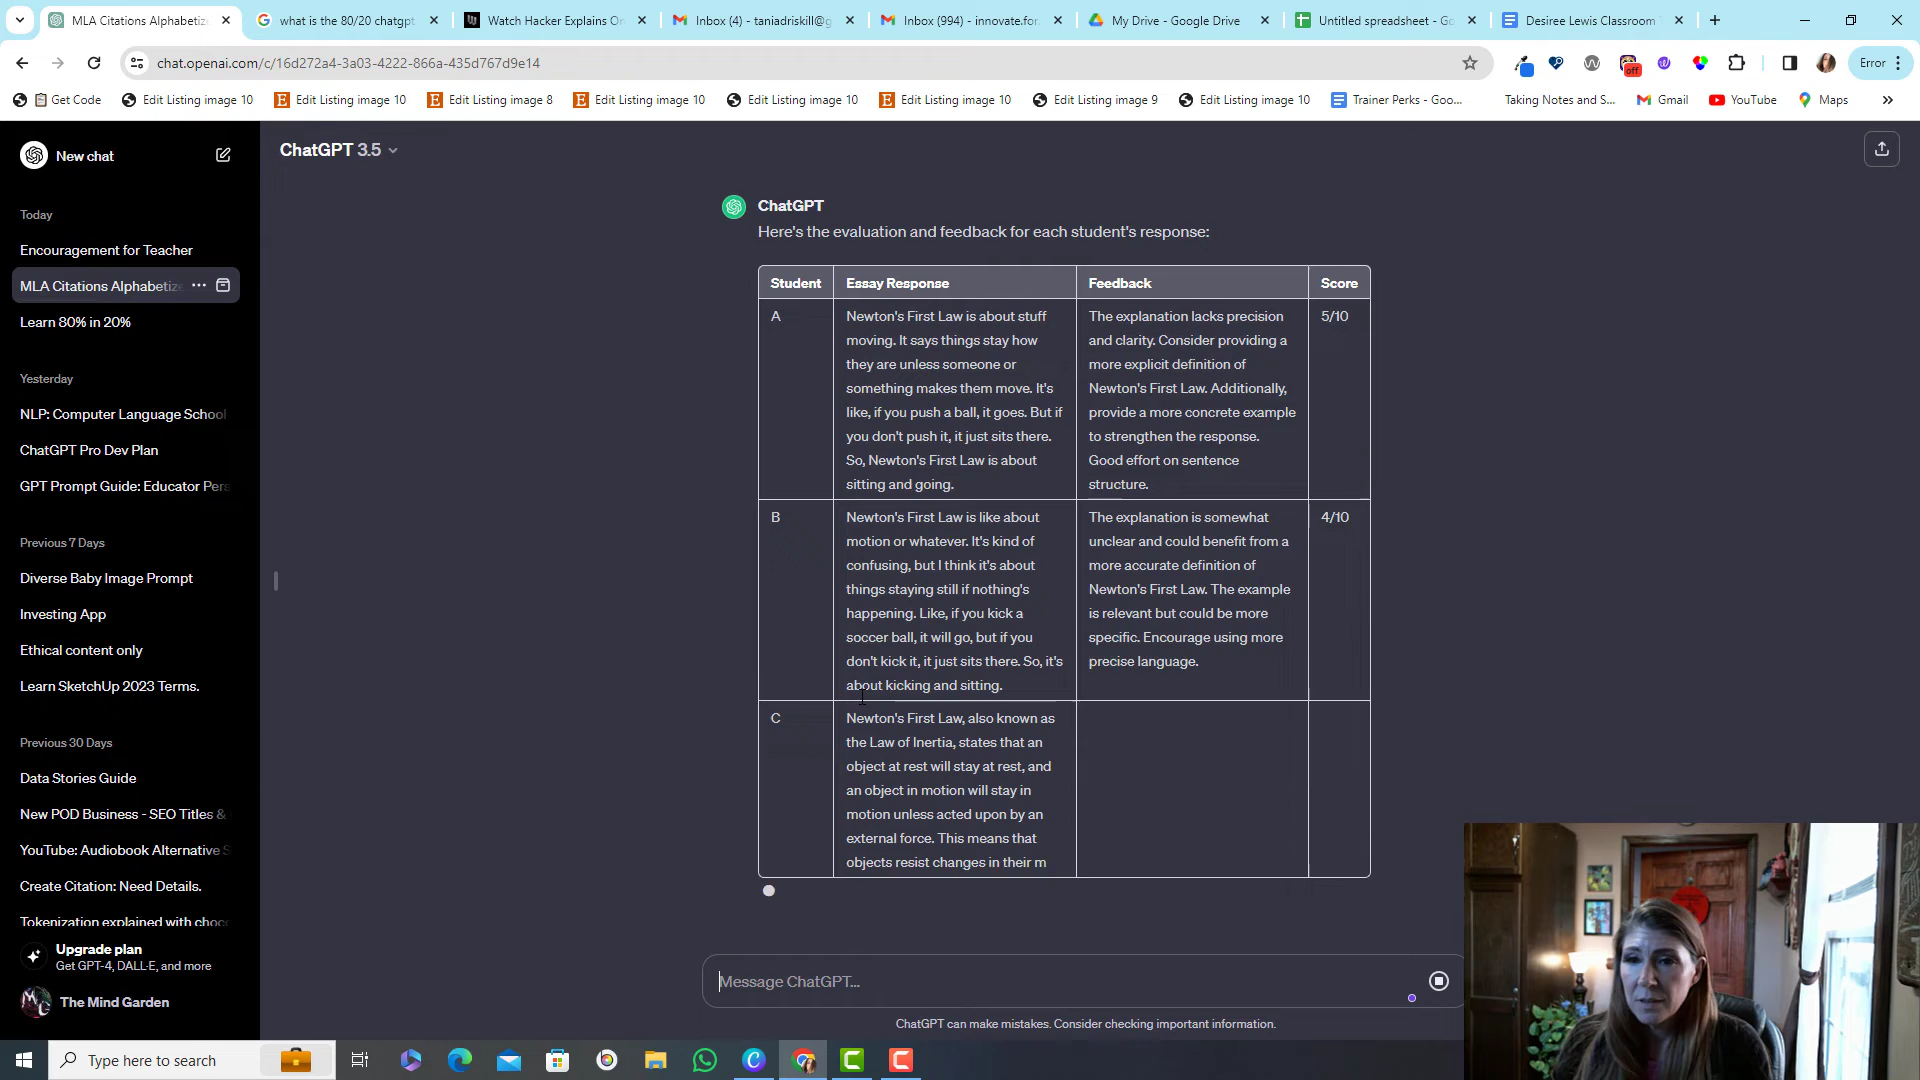 MLA Citations Alphabetiz
what is the 80/20 chatgpt
Watch Hacker Explains On
Inbox (4) - taniadriskill@g
Inbox (994) - innovate.for.
My Drive - Google Drive
Untitled spreadsheet - Go
Desiree Lewis Classroom
chat.openai.com/c/16d272a4-3a03-4222-866a-435d767d9e14
off
Error
Get Code
Edit Listing image 10
Edit Listing image 10
Edit Listing image 8
Edit Listing image 10
Edit Listing image 10
Edit Listing image 10
Edit Listing image 9
Edit Listing image 10
Trainer Perks - Goo...
Taking Notes and S...
Gmail
YouTube
Maps
New chat
Today
Encouragement for Teacher
MLA Citations Alphabetiz
Learn 80% in 20%
Yesterday
NLP: Computer Language School
ChatGPT Pro Dev Plan
GPT Prompt Guide: Educator Pers
Previous 7 Days
Diverse Baby Image Prompt
Investing App
Ethical content only
Learn SketchUp 2023 Terms.
Previous 30 Days
Data Stories Guide
New POD Business - SEO Titles &
YouTube: Audiobook Alternative S
Create Citation: Need Details.
Tokenization explained with choc
Upgrade plan
Get GPT-4, DALL·E, and more
The Mind Garden
ChatGPT 3.5
ChatGPT
Here's the evaluation and feedback for each student's response:
Student
Essay Response
Feedback
Score
A
Newton's First Law is about stuff
moving. It says things stay how
they are unless someone or
something makes them move. It's
like, if you push a ball, it goes. But if
you don't push it, it just sits there.
So, Newton's First Law is about
sitting and going.
The explanation lacks precision
and clarity. Consider providing a
more explicit definition of
Newton's First Law. Additionally,
provide a more concrete example
to strengthen the response.
Good effort on sentence
structure.
5/10
B
Newton's First Law is like about
motion or whatever. It's kind of
confusing, but I think it's about
things staying still if nothing's
happening. Like, if you kick a
soccer ball, it will go, but if you
don't kick it, it just sits there. So, it's
about kicking and sitting.
The explanation is somewhat
unclear and could benefit from a
more accurate definition of
Newton's First Law. The example
is relevant but could be more
specific. Encourage using more
precise language.
4/10
C
Newton's First Law, also known as
the Law of Inertia, states that an
object at rest will stay at rest, and
an object in motion will stay in
motion unless acted upon by an
external force. This means that
objects resist changes in their m
Message ChatGPT...
ChatGPT can make mistakes. Consider checking important information.
Type here to search